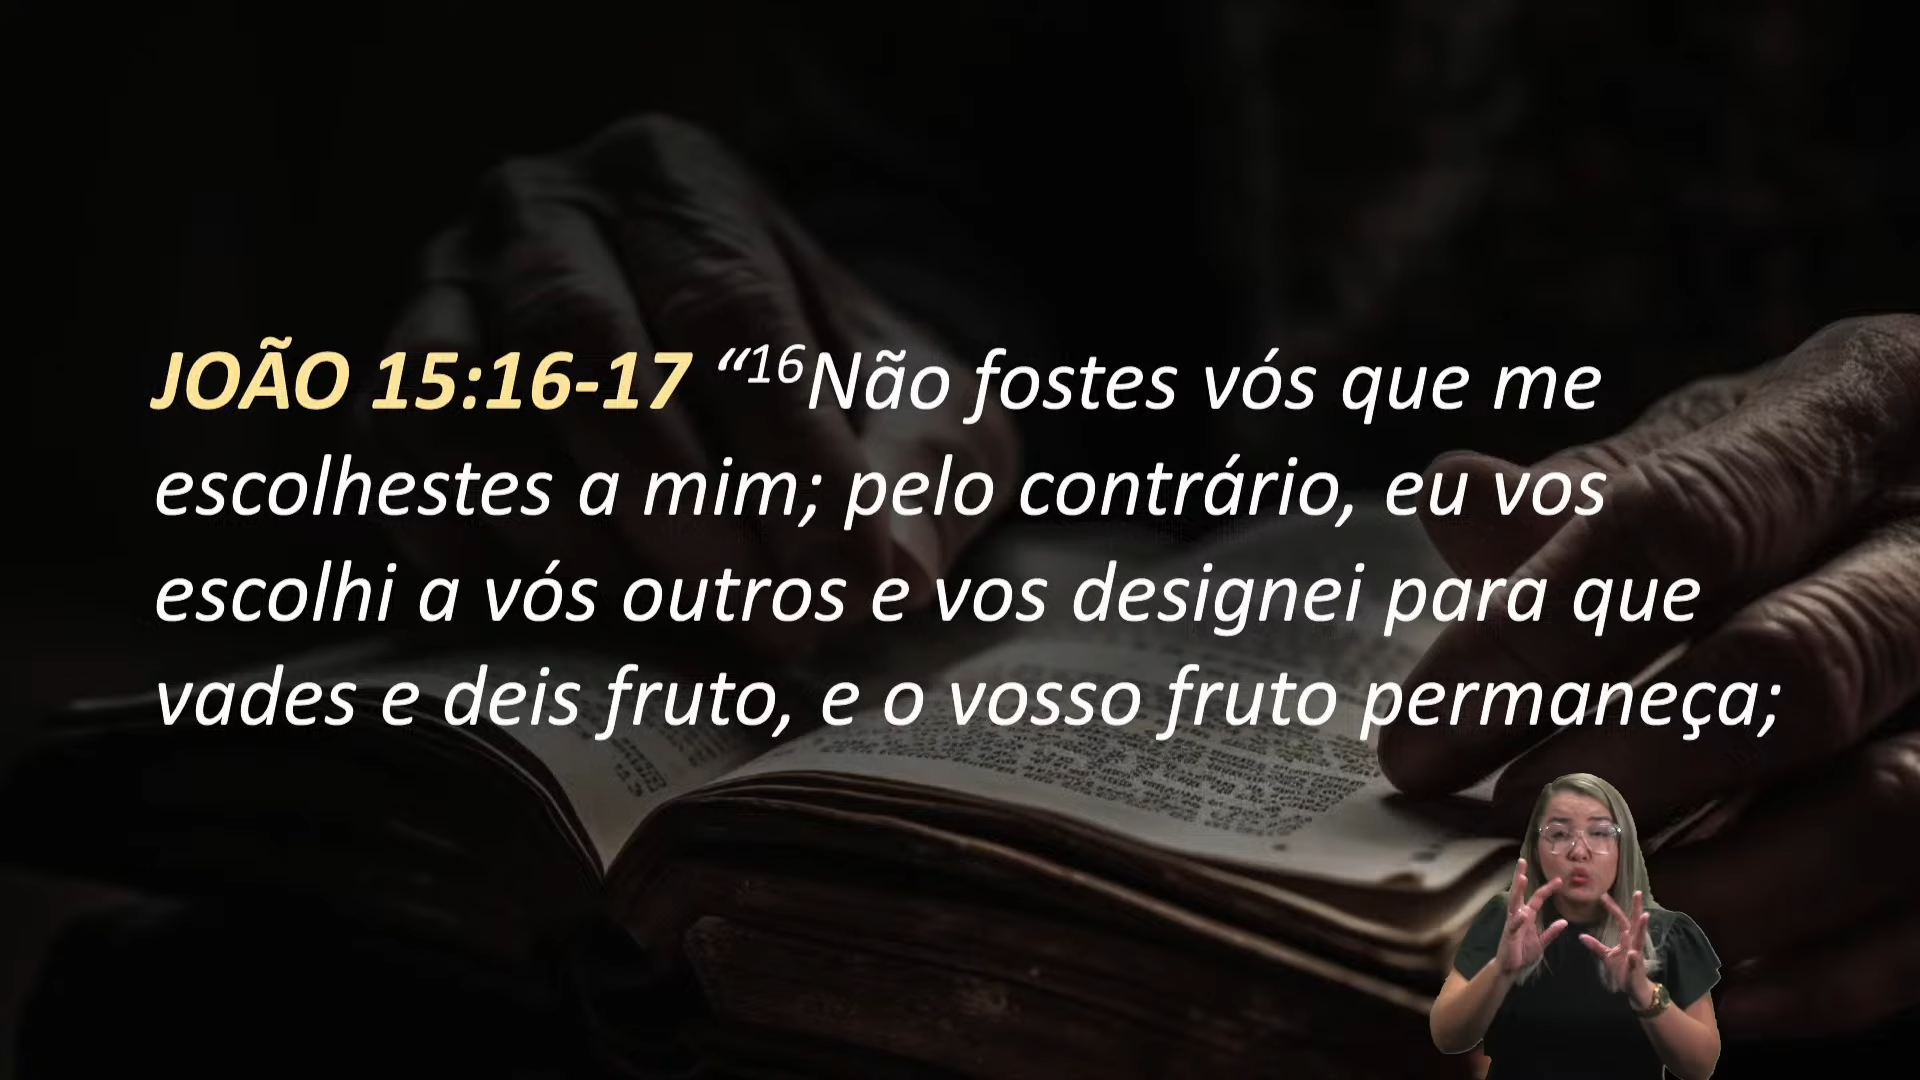 JOÃO 15:16-17 “¹⁶Não fostes vós que me
escolhestes a mim; pelo contrário, eu vos
escolhi a vós outros e vos designei para que
vades e deis fruto, e o vosso fruto permaneça;